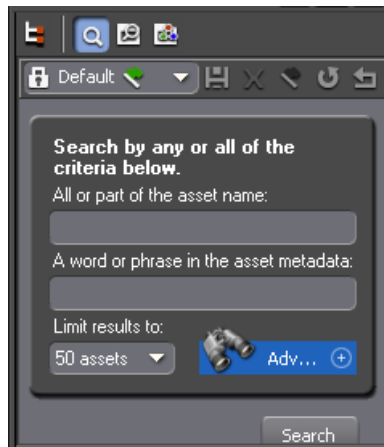 Default
Search by any or all of the
criteria below.
All or part of the asset name:
A word or phrase in the asset metadata:
Limit results to:
50 assets
Adv...
Search